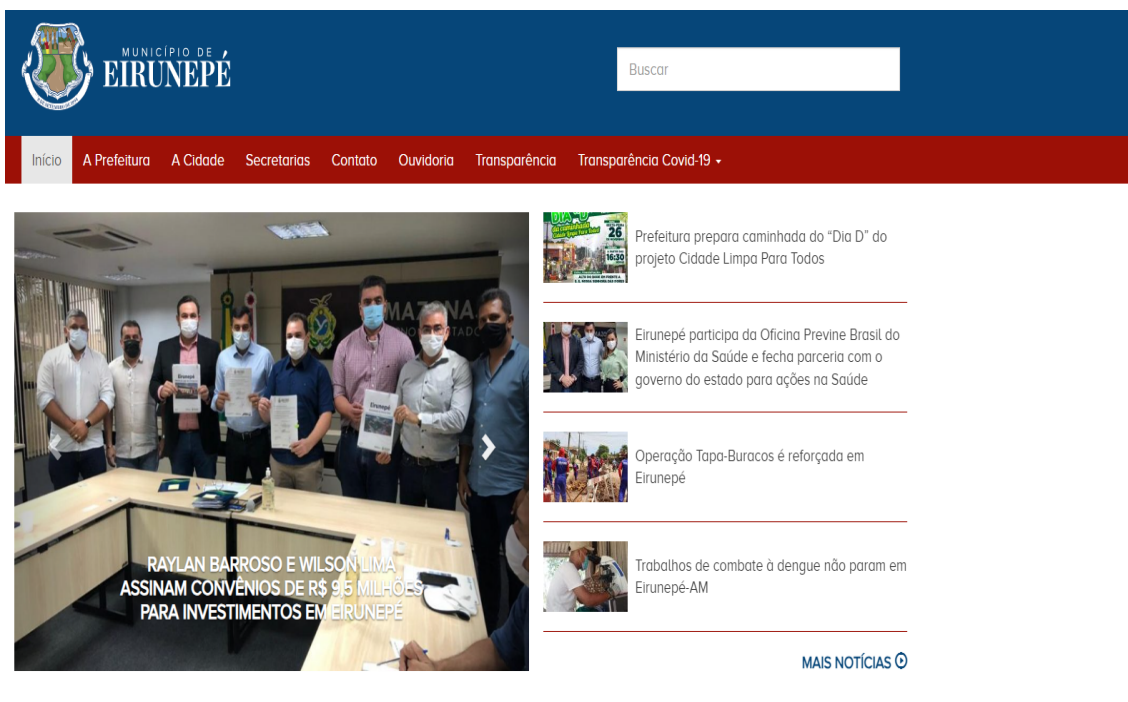 MUNICÍPIO DE
EIRUNEPÉ
Buscar
Início
A Prefeitura
A Cidade
Secretarias
Contato
Ouvidoria
Transparência
Transparência Covid-19
RAYLAN BARROSO E WILSON LIMA
ASSINAM CONVÊNIOS DE R$ 9,5 MILHÕES
PARA INVESTIMENTOS EM EIRUNEPÉ
DIA D
26
16:30
Prefeitura prepara caminhada do “Dia D” do
projeto Cidade Limpa Para Todos
Eirunepé participa da Oficina Previne Brasil do
Ministério da Saúde e fecha parceria com o
governo do estado para ações na Saúde
Operação Tapa-Buracos é reforçada em
Eirunepé
Trabalhos de combate à dengue não param em
Eirunepé-AM
MAIS NOTÍCIAS